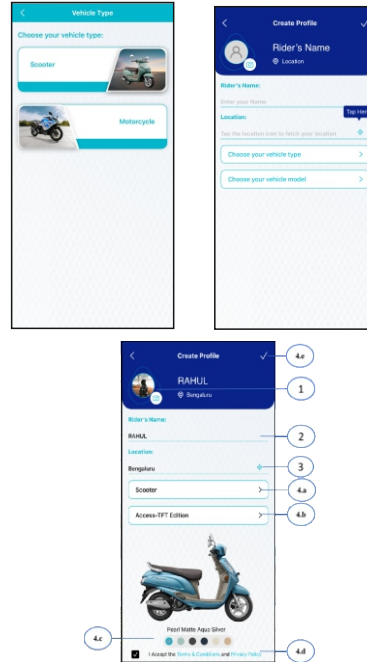 Vehicle Type
Choose your vehicle type:
Scooter
Motorcycle
Create Profile
Rider's Name
Location
Rider's Name:
Enter your Name
Location:
Tap Here
Tap the location icon to fetch your location
Choose your vehicle type
Choose your vehicle model
Create Profile
4.e
RAHUL
1
Bengaluru
Rider's Name:
RAHUL
2
Location:
Bengaluru
3
Scooter
4.a
Access-TFT Edition
4.b
Pearl Matte Aqua Silver
4.c
I Accept the Terms & Conditions and Privacy Policy
4.d